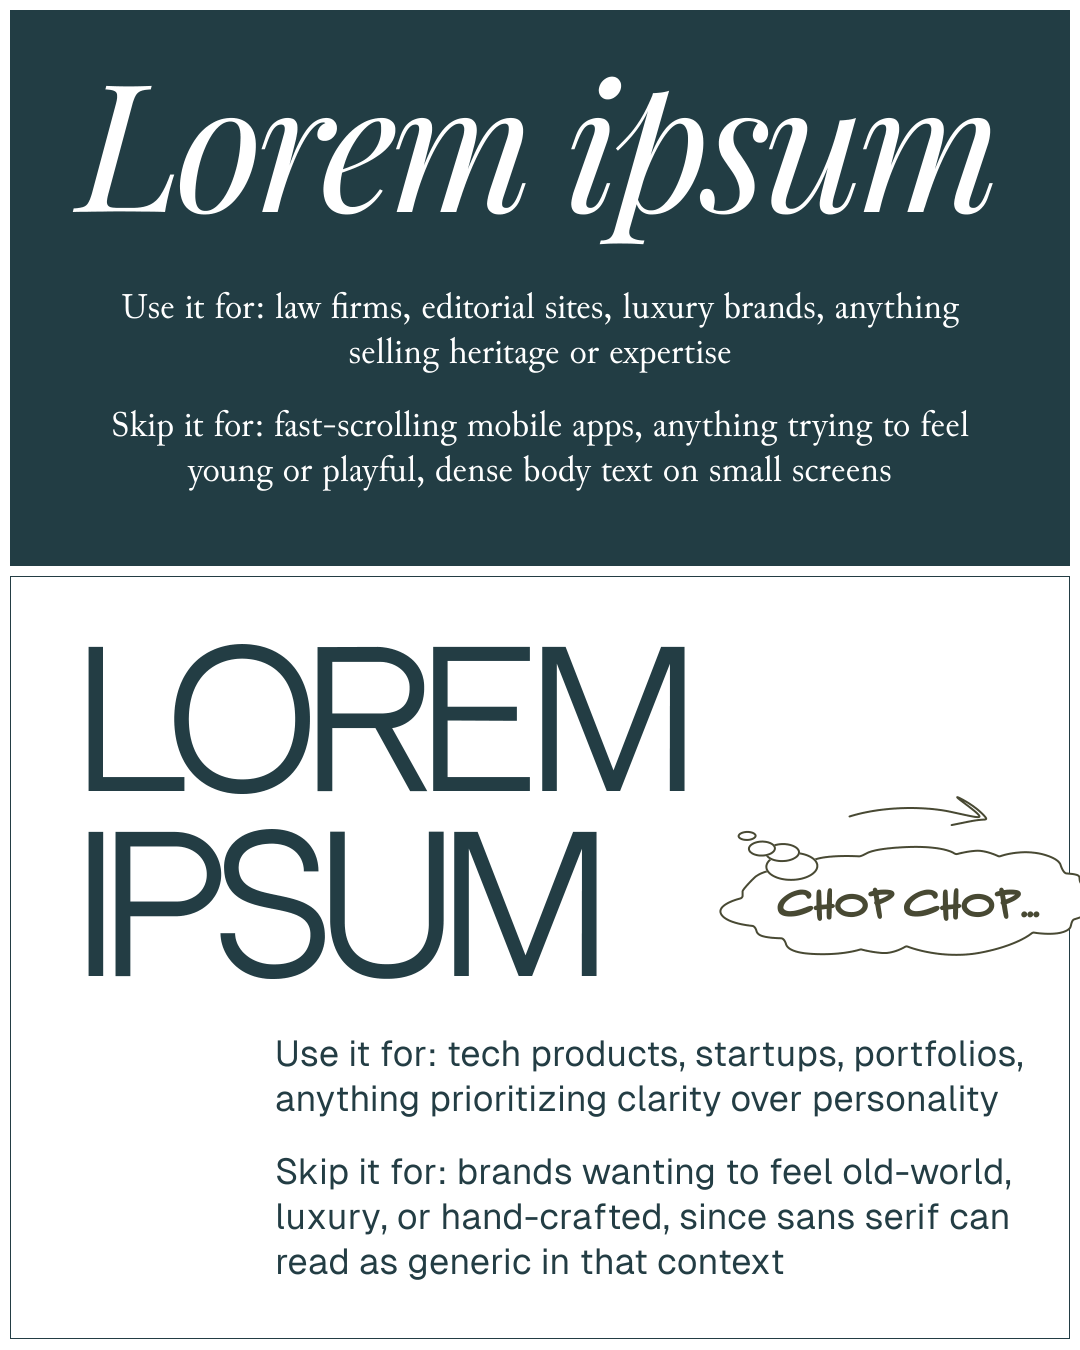 Lorem ipsum
Use it for: law firms, editorial sites, luxury brands, anything
selling heritage or expertise
Skip it for: fast-scrolling mobile apps, anything trying to feel
young or playful, dense body text on small screens
LOREM
IPSUM
CHOP CHOP...
Use it for: tech products, startups, portfolios,
anything prioritizing clarity over personality
Skip it for: brands wanting to feel old-world,
luxury, or hand-crafted, since sans serif can
read as generic in that context